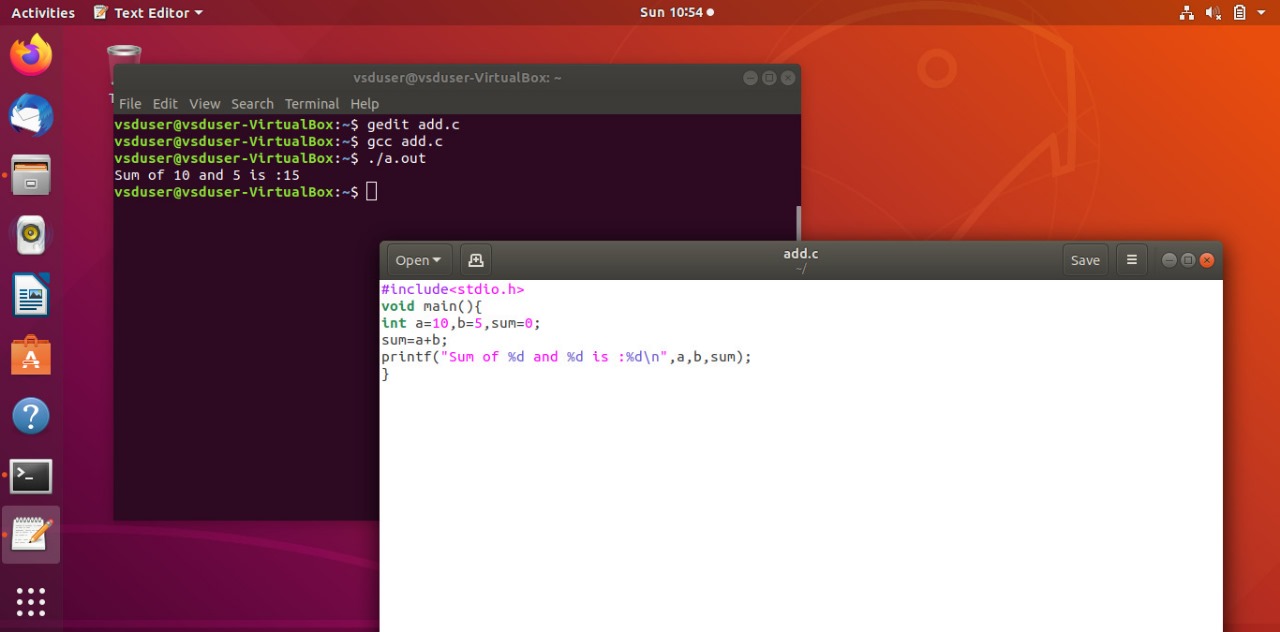 Activities Text Editor Sun 10:54
vsduser@vsduser-VirtualBox: ~
File Edit View Search Terminal Help
vsduser@vsduser-VirtualBox:~$ gedit add.c
vsduser@vsduser-VirtualBox:~$ gcc add.c
vsduser@vsduser-VirtualBox:~$ ./a.out
Sum of 10 and 5 is :15
vsduser@vsduser-VirtualBox:~$
Open add.c Save
~/
#include<stdio.h>
void main(){
int a=10,b=5,sum=0;
sum=a+b;
printf("Sum of %d and %d is :%d\n",a,b,sum);
}